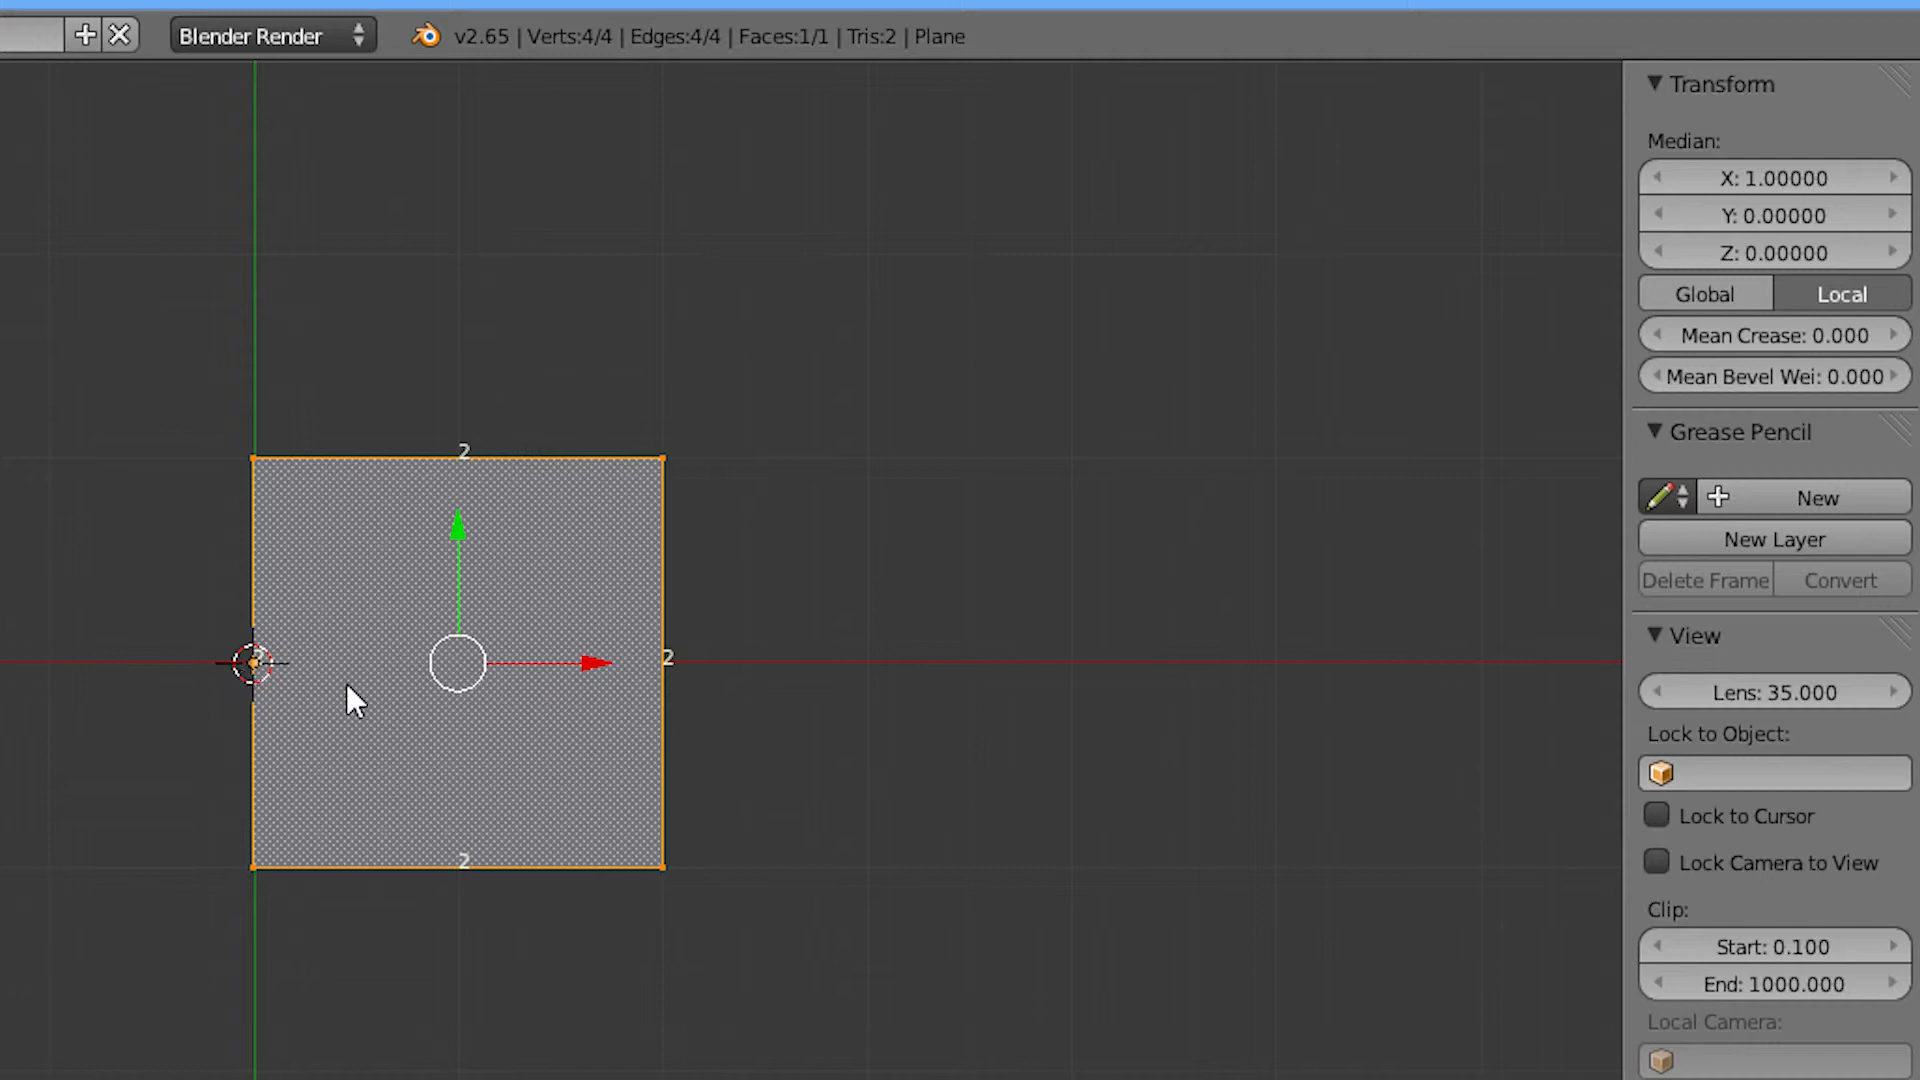 Blender Render
v2.65 | Verts:4/4 | Edges:4/4 | Faces:1/1 | Tris:2 | Plane
Transform
Median:
X: 1.00000
Y: 0.00000
Z: 0.00000
Global Local
Mean Crease: 0.000
Mean Bevel Wei: 0.000
Grease Pencil
New
New Layer
Delete Frame Convert
View
Lens: 35.000
Lock to Object:
Lock to Cursor
Lock Camera to View
Clip:
Start: 0.100
End: 1000.000
Local Camera:
2
2
2